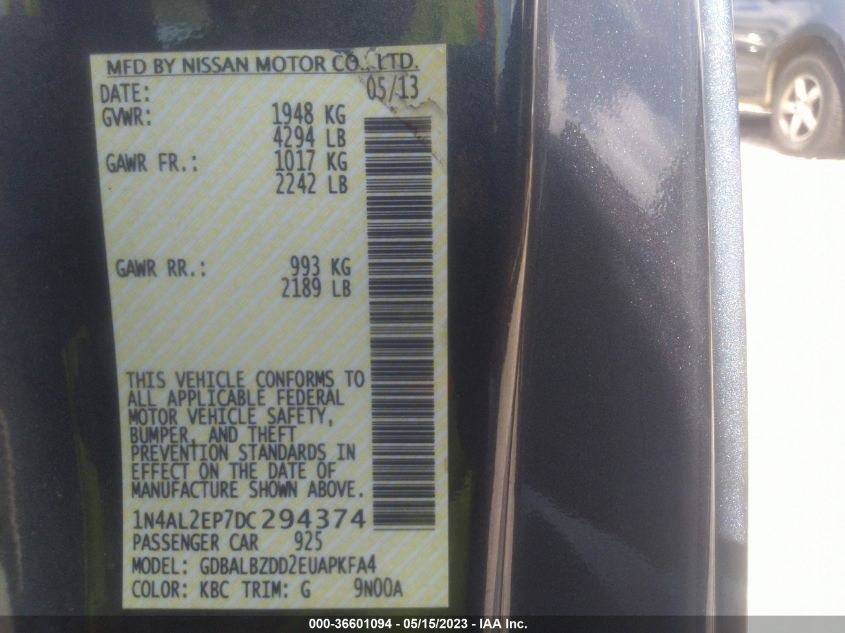 MFD BY NISSAN MOTOR CO., LTD.
DATE: 05/13
GVWR: 1948 KG
4294 LB
GAWR FR.: 1017 KG
2242 LB
GAWR RR.: 993 KG
2189 LB
THIS VEHICLE CONFORMS TO
ALL APPLICABLE FEDERAL
MOTOR VEHICLE SAFETY,
BUMPER, AND THEFT
PREVENTION STANDARDS IN
EFFECT ON THE DATE OF
MANUFACTURE SHOWN ABOVE.
1N4AL2EP7DC294374
PASSENGER CAR 925
MODEL: GDBALBZDD2EUAPKFA4
COLOR: KBC TRIM: G 9N00A
000-36601094 - 05/15/2023 - IAA Inc.